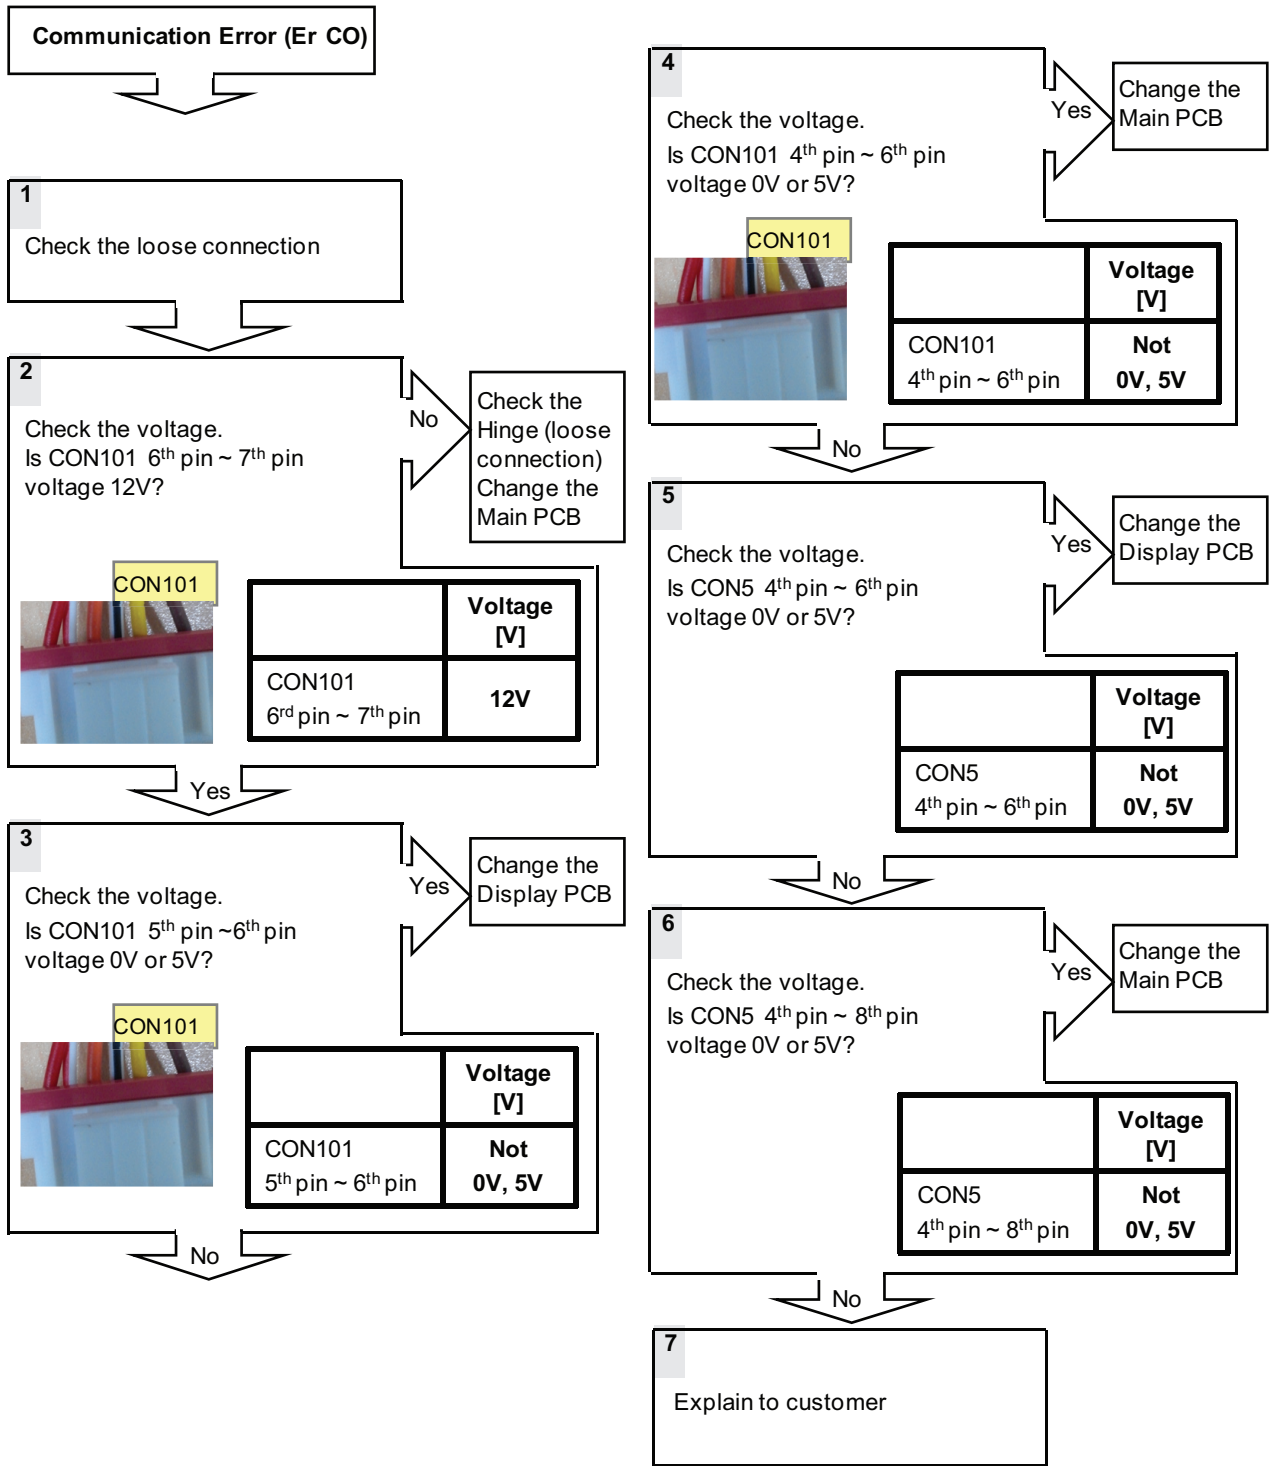 Communication Error (Er CO)
1
Check the loose connection
2
Check the voltage.
Is CON101 6th pin ~ 7th pin
voltage 12V?
No
Check the
Hinge (loose
connection)
Change the
Main PCB
CON101
Voltage
[V]
CON101
6rd pin ~ 7th pin
12V
Yes
3
Check the voltage.
Is CON101 5th pin ~6th pin
voltage 0V or 5V?
Yes
Change the
Display PCB
CON101
Voltage
[V]
CON101
5th pin ~ 6th pin
Not
0V, 5V
No
4
Check the voltage.
Is CON101 4th pin ~ 6th pin
voltage 0V or 5V?
Yes
Change the
Main PCB
CON101
Voltage
[V]
CON101
4th pin ~ 6th pin
Not
0V, 5V
No
5
Check the voltage.
Is CON5 4th pin ~ 6th pin
voltage 0V or 5V?
Yes
Change the
Display PCB
Voltage
[V]
CON5
4th pin ~ 6th pin
Not
0V, 5V
No
6
Check the voltage.
Is CON5 4th pin ~ 8th pin
voltage 0V or 5V?
Yes
Change the
Main PCB
Voltage
[V]
CON5
4th pin ~ 8th pin
Not
0V, 5V
No
7
Explain to customer